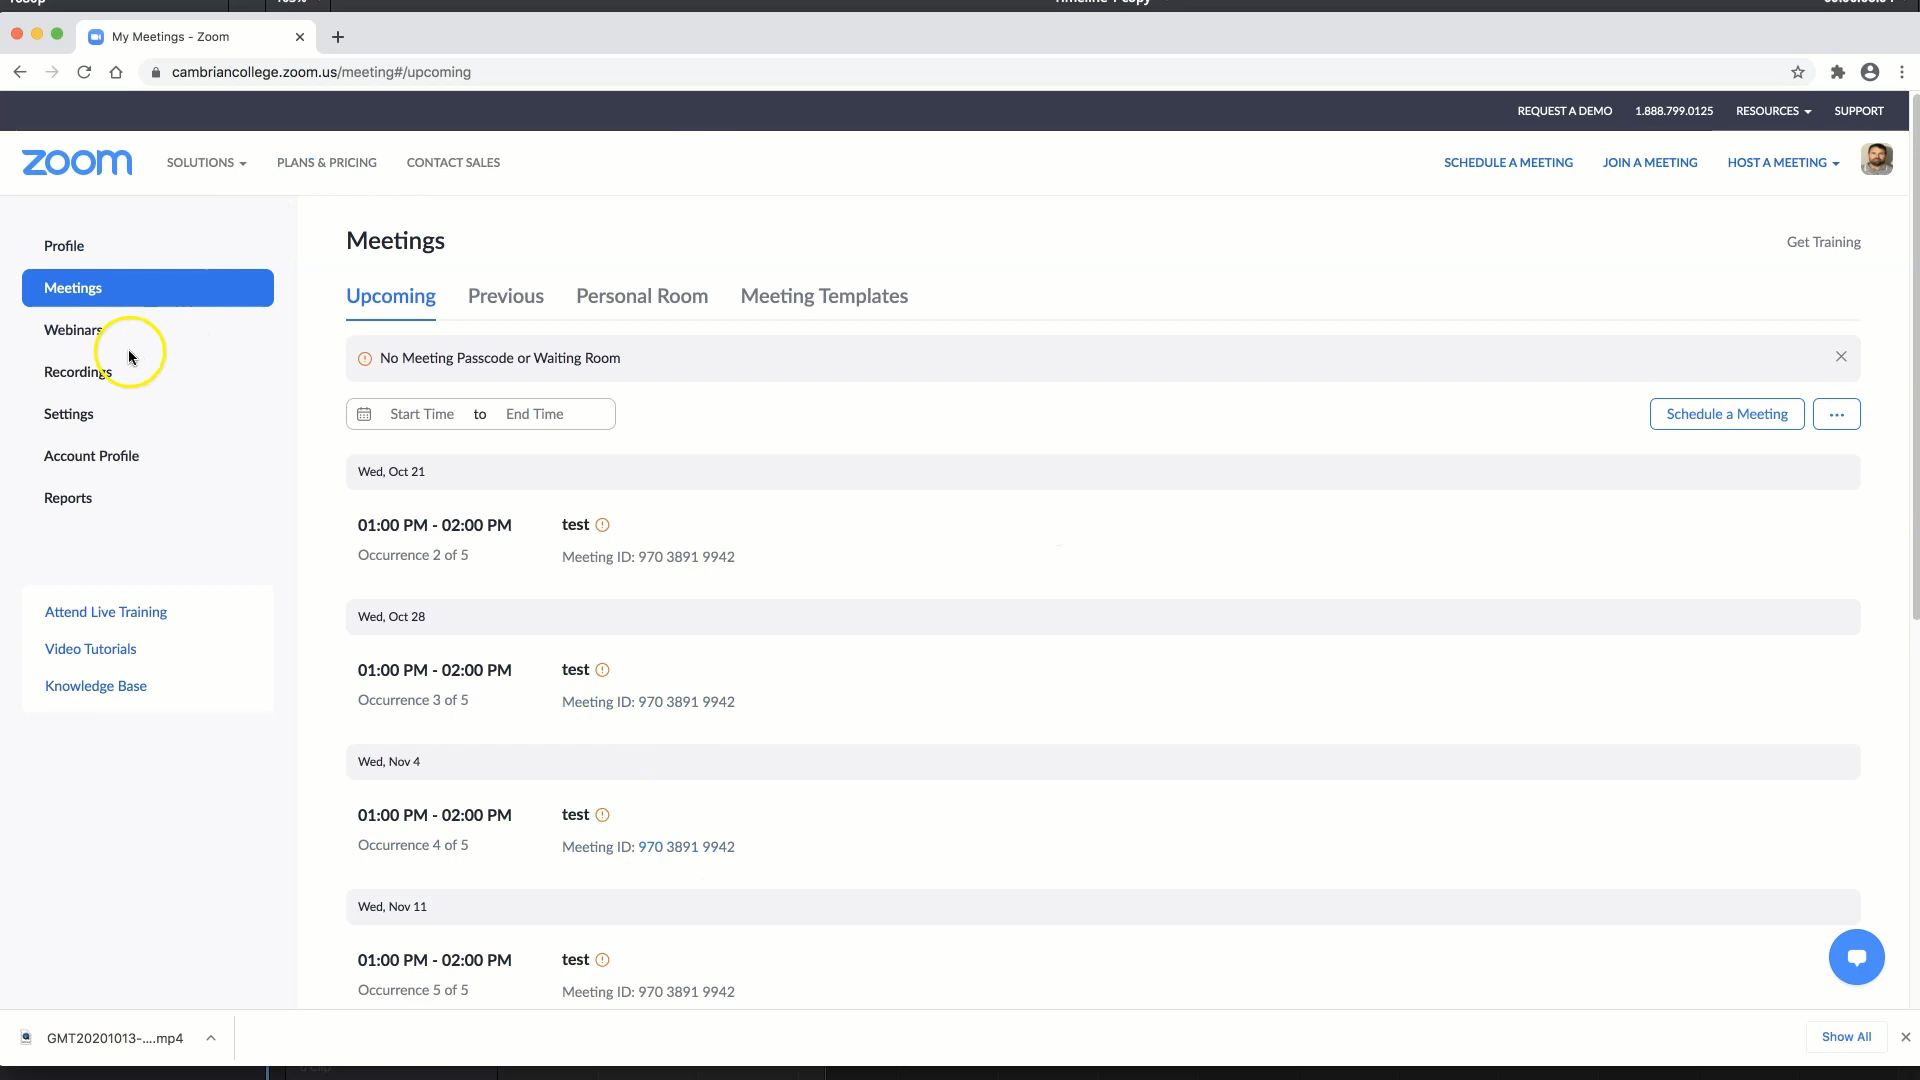 My Meetings - Zoom
cambriancollege.zoom.us/meeting#/upcoming
REQUEST A DEMO 1.888.799.0125 RESOURCES SUPPORT
zoom SOLUTIONS PLANS & PRICING CONTACT SALES SCHEDULE A MEETING JOIN A MEETING HOST A MEETING
Profile
Meetings
Webinars
Recordings
Settings
Account Profile
Reports
Attend Live Training
Video Tutorials
Knowledge Base
Meetings
Get Training
Upcoming Previous Personal Room Meeting Templates
No Meeting Passcode or Waiting Room
Start Time to End Time
Schedule a Meeting
Wed, Oct 21
01:00 PM - 02:00 PM test
Occurrence 2 of 5 Meeting ID: 970 3891 9942
Wed, Oct 28
01:00 PM - 02:00 PM test
Occurrence 3 of 5 Meeting ID: 970 3891 9942
Wed, Nov 4
01:00 PM - 02:00 PM test
Occurrence 4 of 5 Meeting ID: 970 3891 9942
Wed, Nov 11
01:00 PM - 02:00 PM test
Occurrence 5 of 5 Meeting ID: 970 3891 9942
GMT20201013-....mp4
Show All